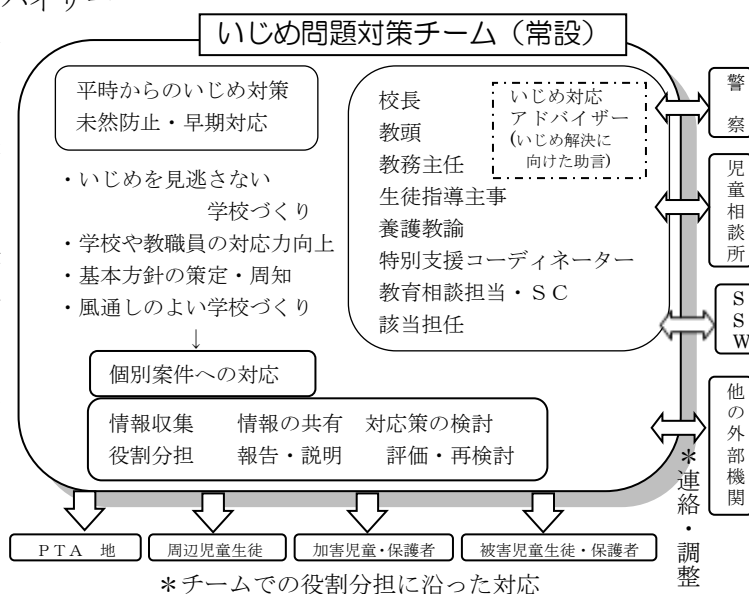 バイザー
いじめ問題対策チーム（常設）
平時からのいじめ対策
未然防止・早期対応
・いじめを見逃さない
学校づくり
・学校や教職員の対応力向上
・基本方針の策定・周知
・風通しのよい学校づくり
↓
個別案件への対応
情報収集　情報の共有　対応策の検討
役割分担　報告・説明　評価・再検討
校長
教頭
教務主任
生徒指導主事
養護教諭
特別支援コーディネーター
教育相談担当・ＳＣ
該当担任
いじめ対応
アドバイザー
(いじめ解決に
向けた助言)
警察
児童相談所
ＳＳＷ
他の外部機関
＊連絡・調整
ＰＴＡ　地
周辺児童生徒
加害児童・保護者
被害児童生徒・保護者
＊チームでの役割分担に沿った対応